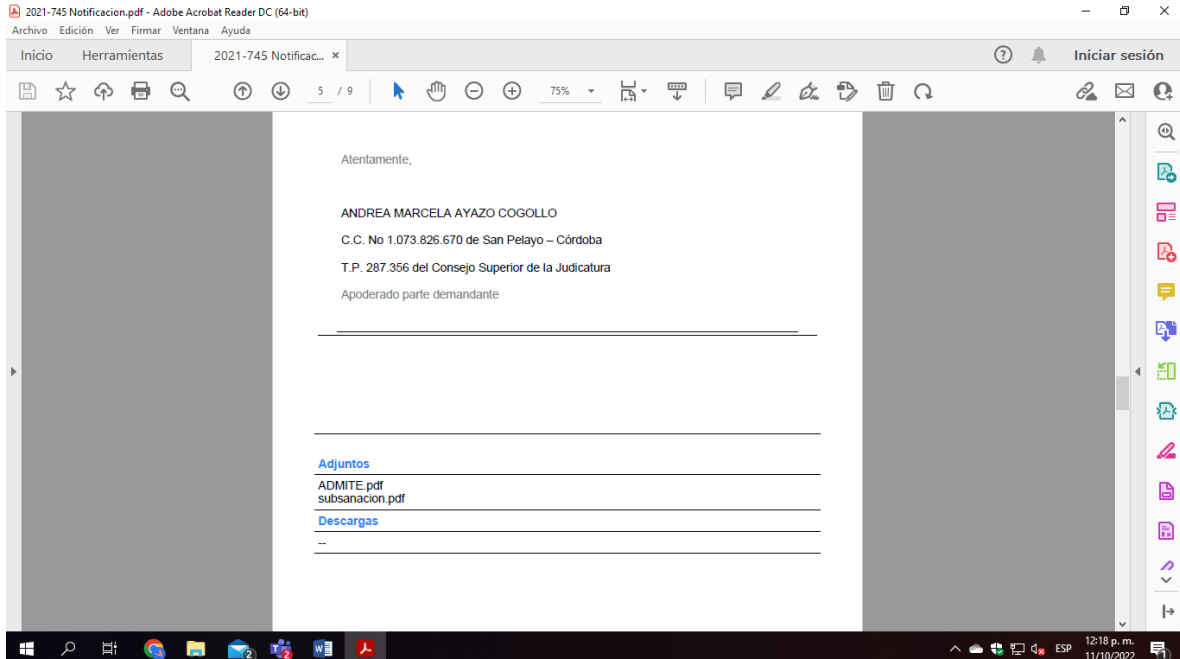 2021-745 Notificacion.pdf - Adobe Acrobat Reader DC (64-bit)
Archivo Edición Ver Firmar Ventana Ayuda
Inicio Herramientas 2021-745 Notificac... × Iniciar sesión
5 / 9 75%
Atentamente,
ANDREA MARCELA AYAZO COGOLLO
C.C. No 1.073.826.670 de San Pelayo – Córdoba
T.P. 287.356 del Consejo Superior de la Judicatura
Apoderado parte demandante
Adjuntos
ADMITE.pdf
subsanacion.pdf
Descargas
--
2 2 ESP 12:18 p. m.
11/10/2022 1